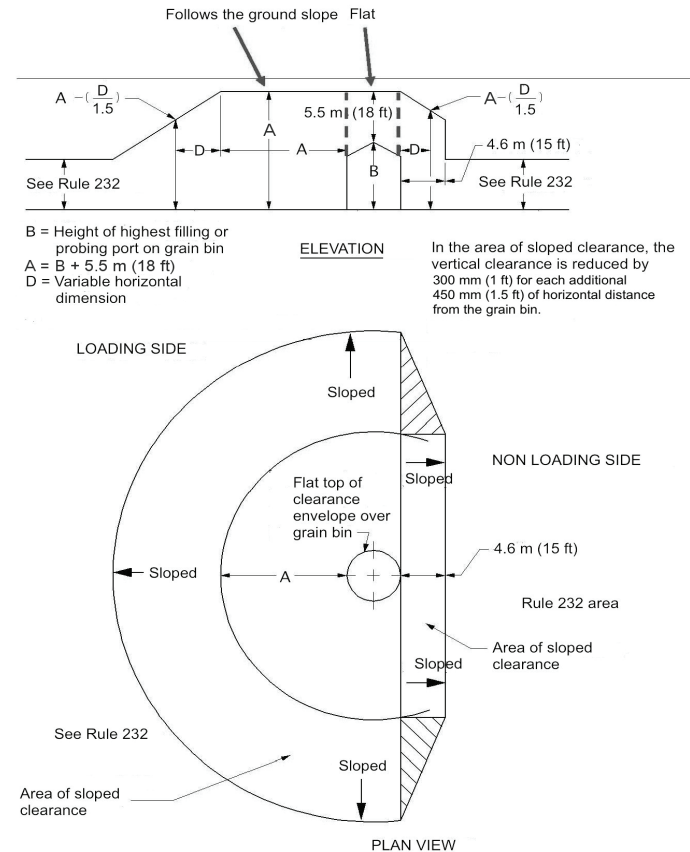 Follows the ground slope Flat
A –(D/1.5)
5.5 m (18 ft)
A–(D/1.5)
A
D
A
D
4.6 m (15 ft)
B
See Rule 232
See Rule 232
B = Height of highest filling or
probing port on grain bin
A = B + 5.5 m (18 ft)
D = Variable horizontal
dimension
ELEVATION
In the area of sloped clearance, the
vertical clearance is reduced by
300 mm (1 ft) for each additional
450 mm (1.5 ft) of horizontal distance
from the grain bin.
LOADING SIDE
Sloped
NON LOADING SIDE
Sloped
Flat top of
clearance
envelope over
grain bin
4.6 m (15 ft)
Sloped
A
Rule 232 area
Area of sloped
clearance
Sloped
See Rule 232
Sloped
Area of sloped
clearance
PLAN VIEW